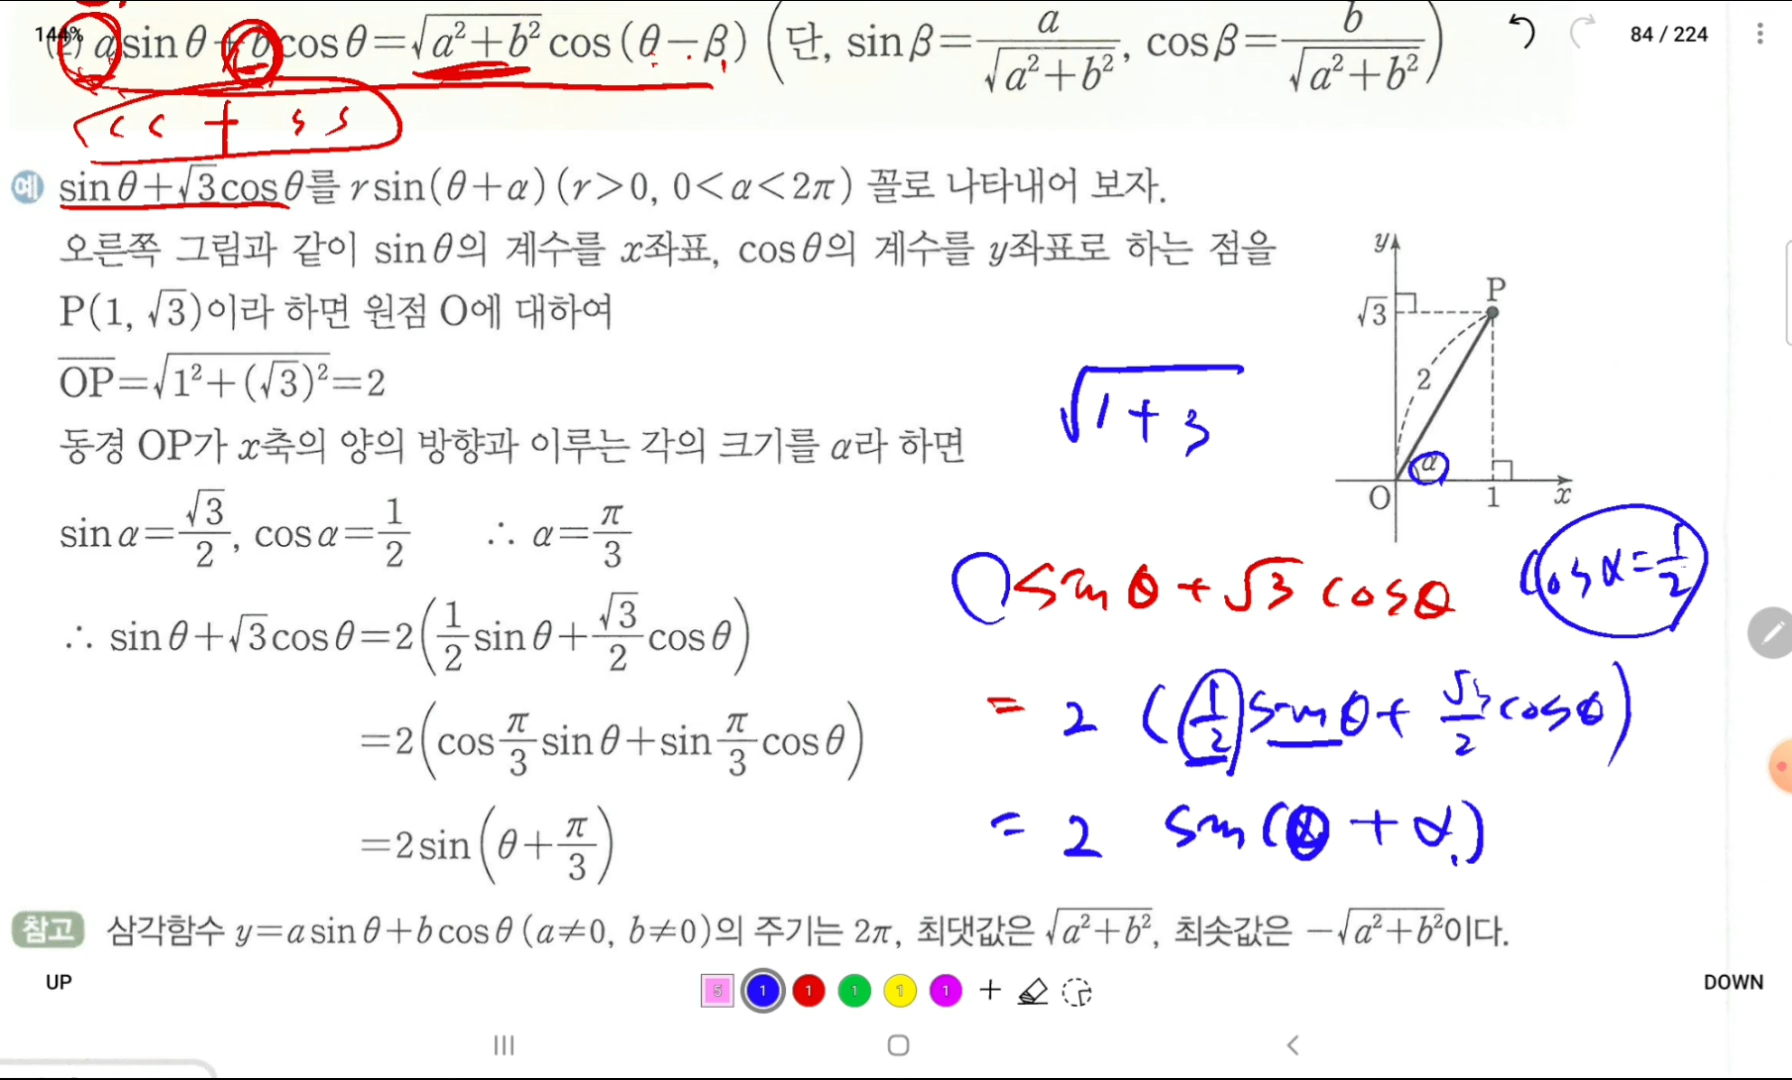 144%
(2) a sin θ + b cos θ = √(a²+b²) cos (θ − β) (단, sin β = a/√(a²+b²), cos β = b/√(a²+b²))
84 / 224
c c + s s
예 sin θ + √3 cos θ를 r sin (θ + α) (r > 0, 0 < α < 2π) 꼴로 나타내어 보자.
오른쪽 그림과 같이 sin θ의 계수를 x좌표, cos θ의 계수를 y좌표로 하는 점을
P(1, √3)이라 하면 원점 O에 대하여
OP = √(1²+(√3)²) = 2
동경 OP가 x축의 양의 방향과 이루는 각의 크기를 α라 하면
sin α = √3/2, cos α = 1/2 ∴ α = π/3
∴ sin θ + √3 cos θ = 2(1/2 sin θ + √3/2 cos θ)
= 2(cos π/3 sin θ + sin π/3 cos θ)
= 2 sin (θ + π/3)
y
√3
P
2
α
O
1
x
√1 + 3
sin θ + √3 cos θ
cos α = 1/2
= 2 (1/2 sin θ + √3/2 cos θ)
= 2 sin (θ + α)
참고 삼각함수 y = a sin θ + b cos θ (a ≠ 0, b ≠ 0)의 주기는 2π, 최댓값은 √(a²+b²), 최솟값은 −√(a²+b²)이다.
UP
5 1 1 1 1 1 +
DOWN